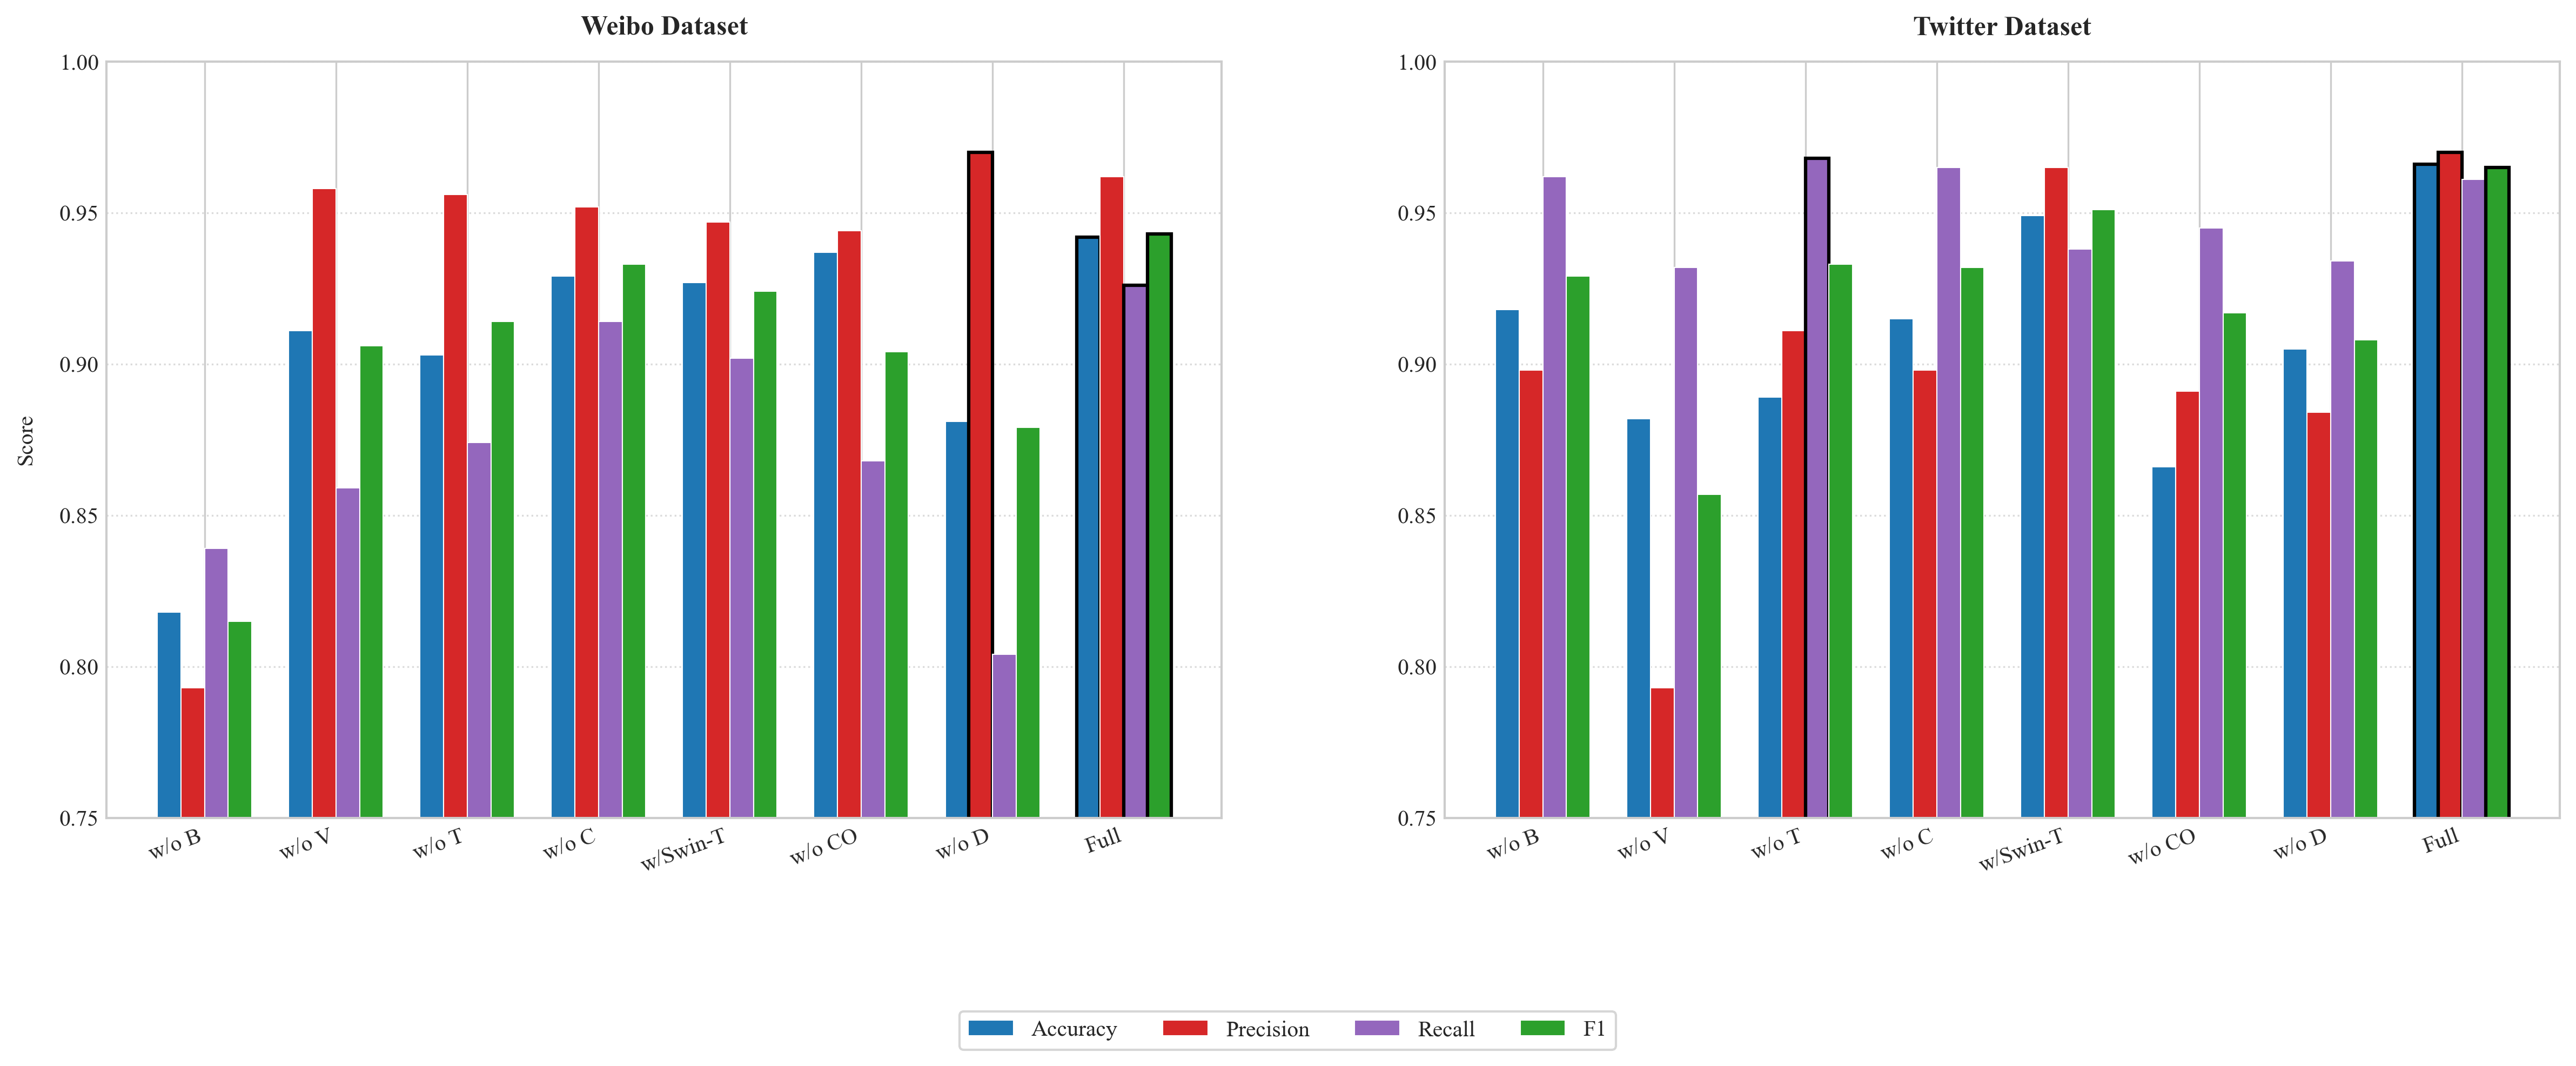 Weibo Dataset
Twitter Dataset
Score
1.00
0.95
0.90
0.85
0.80
0.75
w/o B
w/o V
w/o T
w/o C
w/Swin-T
w/o CO
w/o D
Full
1.00
0.95
0.90
0.85
0.80
0.75
w/o B
w/o V
w/o T
w/o C
w/Swin-T
w/o CO
w/o D
Full
Accuracy
Precision
Recall
F1